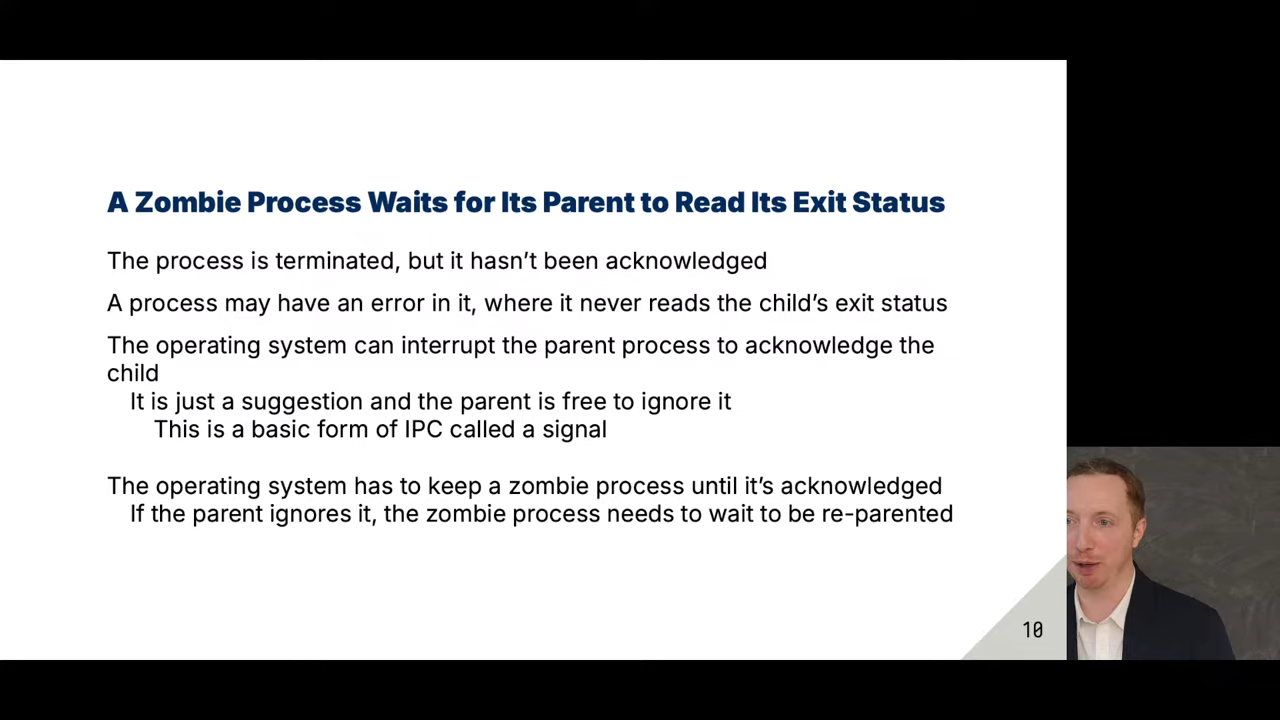 A Zombie Process Waits for Its Parent to Read Its Exit Status
The process is terminated, but it hasn’t been acknowledged
A process may have an error in it, where it never reads the child’s exit status
The operating system can interrupt the parent process to acknowledge the
child
It is just a suggestion and the parent is free to ignore it
This is a basic form of IPC called a signal
The operating system has to keep a zombie process until it’s acknowledged
If the parent ignores it, the zombie process needs to wait to be re-parented
10